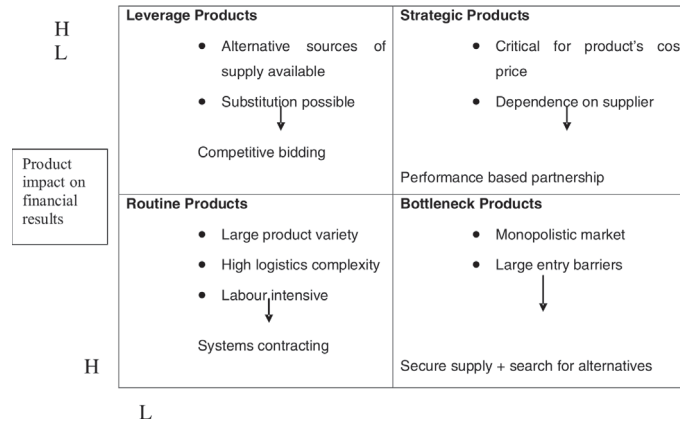 H
L
Product
impact on
financial
results
Leverage Products
● Alternative sources of
supply available
● Substitution possible
Competitive bidding
Strategic Products
● Critical for product's cos
price
● Dependence on supplier
Performance based partnership
Routine Products
● Large product variety
● High logistics complexity
● Labour intensive
Systems contracting
Bottleneck Products
● Monopolistic market
● Large entry barriers
Secure supply + search for alternatives
H
L